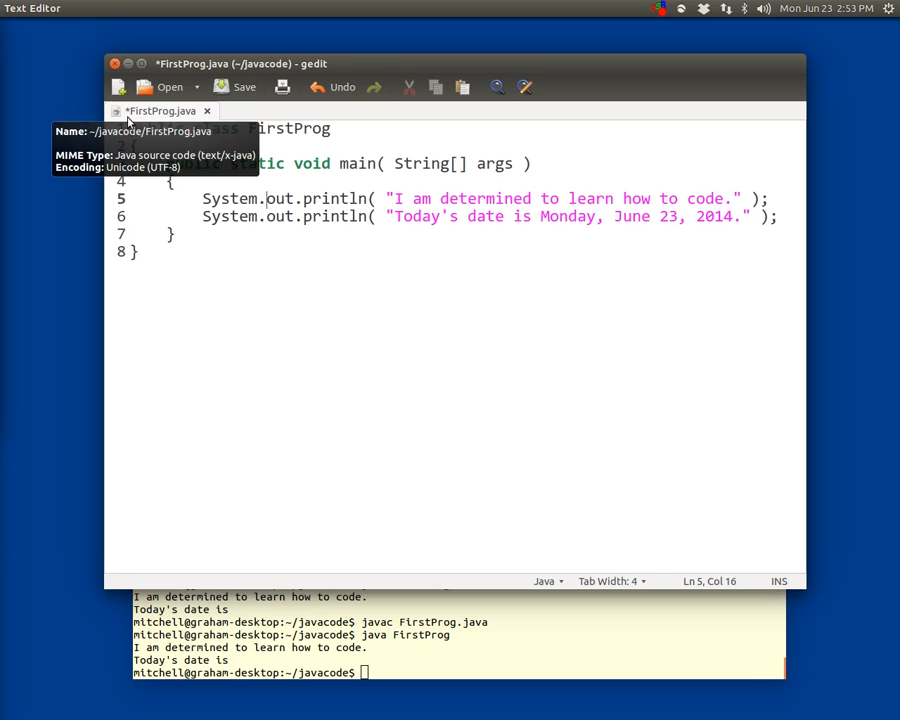 Text Editor
Mon Jun 23 2:53 PM
*FirstProg.java (~/javacode) - gedit
Open Save Undo
*FirstProg.java
Name: ~/javacode/FirstProg.java
MIME Type: Java source code (text/x-java)
Encoding: Unicode (UTF-8)
class FirstProg
static void main( String[] args )
4 {
5 System.out.println( "I am determined to learn how to code." );
6 System.out.println( "Today's date is Monday, June 23, 2014." );
7 }
8 }
Java Tab Width: 4 Ln 5, Col 16 INS
I am determined to learn how to code.
Today's date is
mitchell@graham-desktop:~/javacode$ javac FirstProg.java
mitchell@graham-desktop:~/javacode$ java FirstProg
I am determined to learn how to code.
Today's date is
mitchell@graham-desktop:~/javacode$